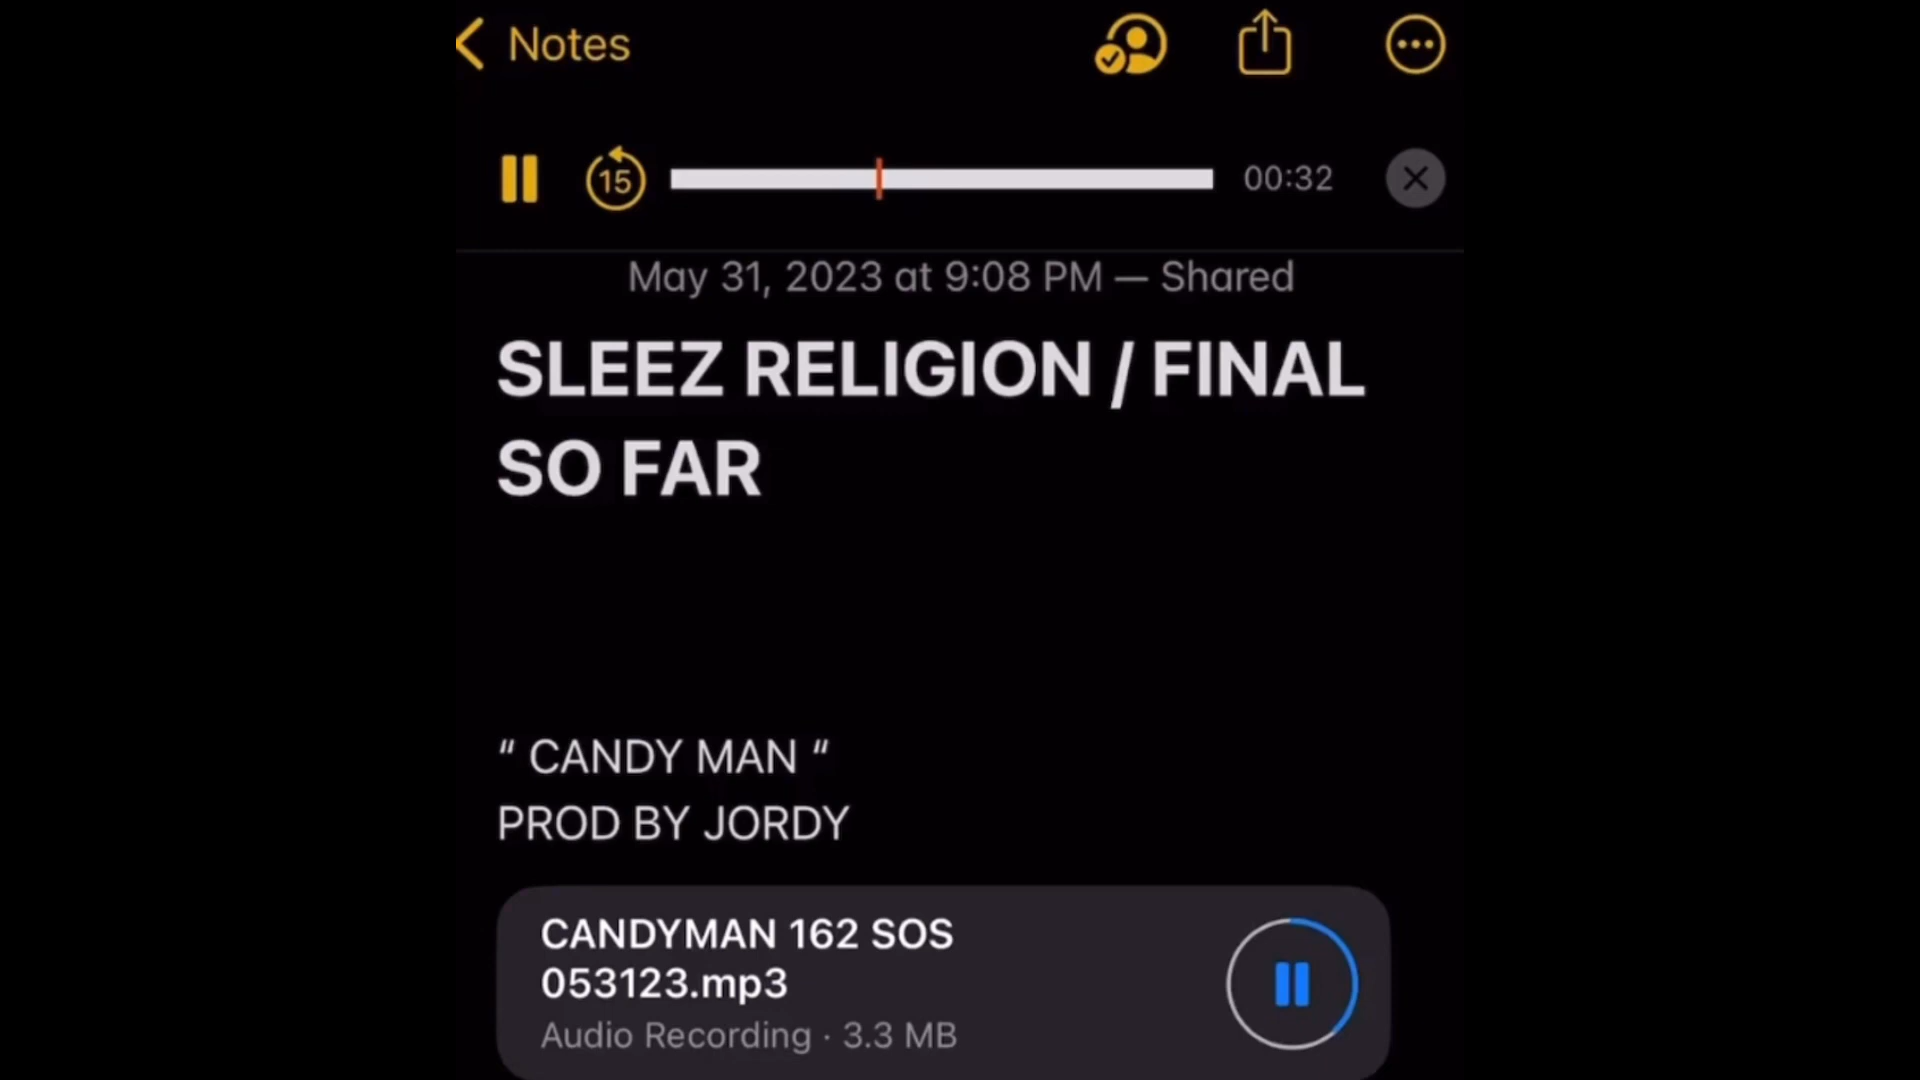 Notes
15
00:32
May 31, 2023 at 9:08 PM — Shared
SLEEZ RELIGION / FINAL
SO FAR
“ CANDY MAN “
PROD BY JORDY
CANDYMAN 162 SOS
053123.mp3
Audio Recording · 3.3 MB